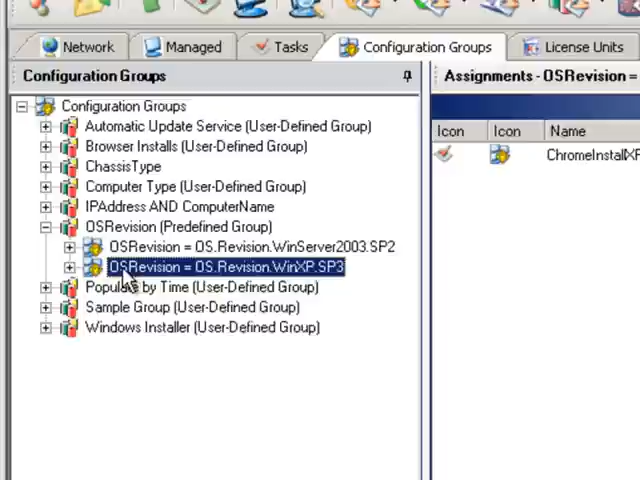 Network
Managed
Tasks
Configuration Groups
License Units
Configuration Groups
Assignments - OSRevision =
Configuration Groups
Automatic Update Service (User-Defined Group)
Browser Installs (User-Defined Group)
ChassisType
Computer Type (User-Defined Group)
IPAddress AND ComputerName
OSRevision (Predefined Group)
OSRevision = OS.Revision.WinServer2003.SP2
OSRevision = OS.Revision.WinXP.SP3
Populate by Time (User-Defined Group)
Sample Group (User-Defined Group)
Windows Installer (User-Defined Group)
Icon Icon Name
ChromeInstallXP